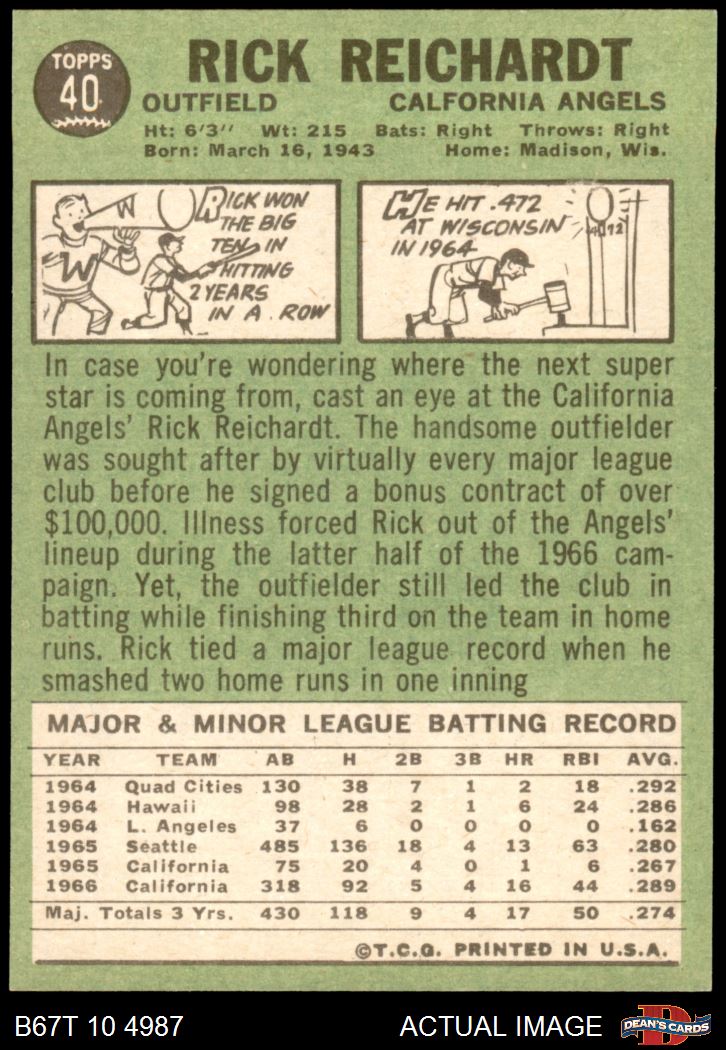 TOPPS
40
RICK REICHARDT
OUTFIELD CALFORNIA ANGELS
Ht: 6'3" Wt: 215 Bats: Right Throws: Right
Born: March 16, 1943 Home: Madison, Wis.
W
W
RICK WON
THE BIG
TEN IN
HITTING
2 YEARS
IN A ROW
HE HIT .472
AT WISCONSIN
IN 1964
In case you're wondering where the next super
star is coming from, cast an eye at the California
Angels' Rick Reichardt. The handsome outfielder
was sought after by virtually every major league
club before he signed a bonus contract of over
$100,000. Illness forced Rick out of the Angels'
lineup during the latter half of the 1966 cam-
paign. Yet, the outfielder still led the club in
batting while finishing third on the team in home
runs. Rick tied a major league record when he
smashed two home runs in one inning
MAJOR & MINOR LEAGUE BATTING RECORD
YEAR TEAM AB H 2B 3B HR RBI AVG.
1964 Quad Cities 130 38 7 1 2 18 .292
1964 Hawaii 98 28 2 1 6 24 .286
1964 L. Angeles 37 6 0 0 0 0 .162
1965 Seattle 485 136 18 4 13 63 .280
1965 California 75 20 4 0 1 6 .267
1966 California 318 92 5 4 16 44 .289
Maj. Totals 3 Yrs. 430 118 9 4 17 50 .274
©T.C.G. PRINTED IN U.S.A.
B67T 10 4987 ACTUAL IMAGE
DEAN'S CARDS